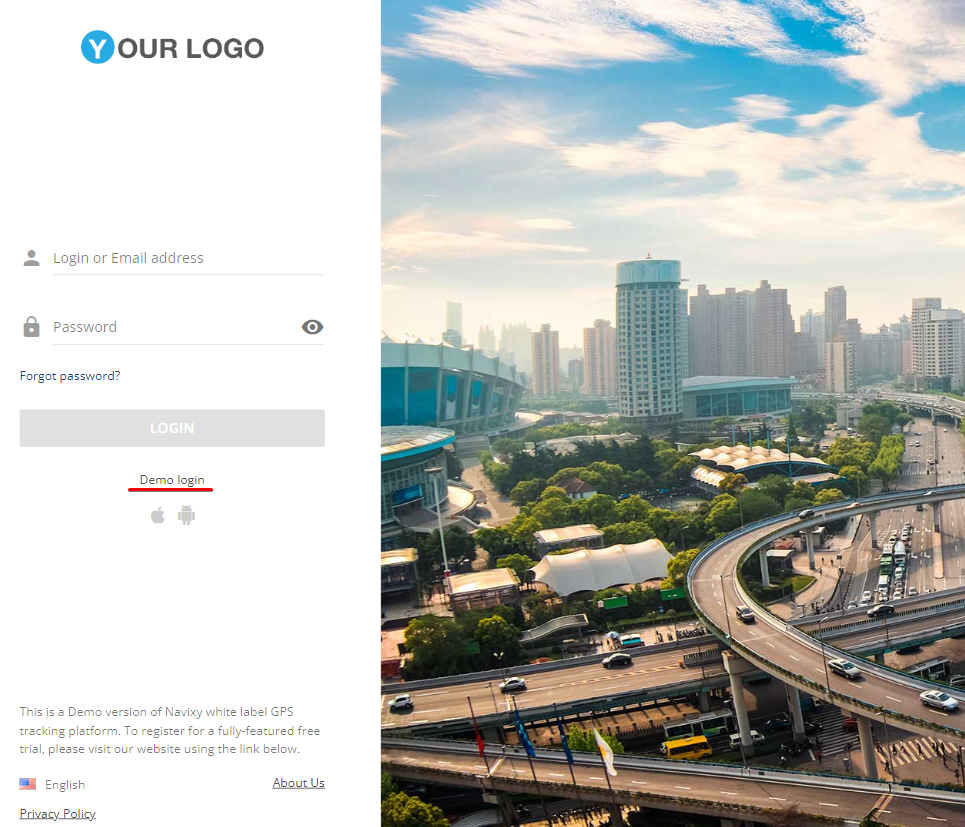 YOUR LOGO
Login or Email address
Password
Forgot password?
LOGIN
Demo login
This is a Demo version of Navixy white label GPS
tracking platform. To register for a fully-featured free
trial, please visit our website using the link below.
English
About Us
Privacy Policy